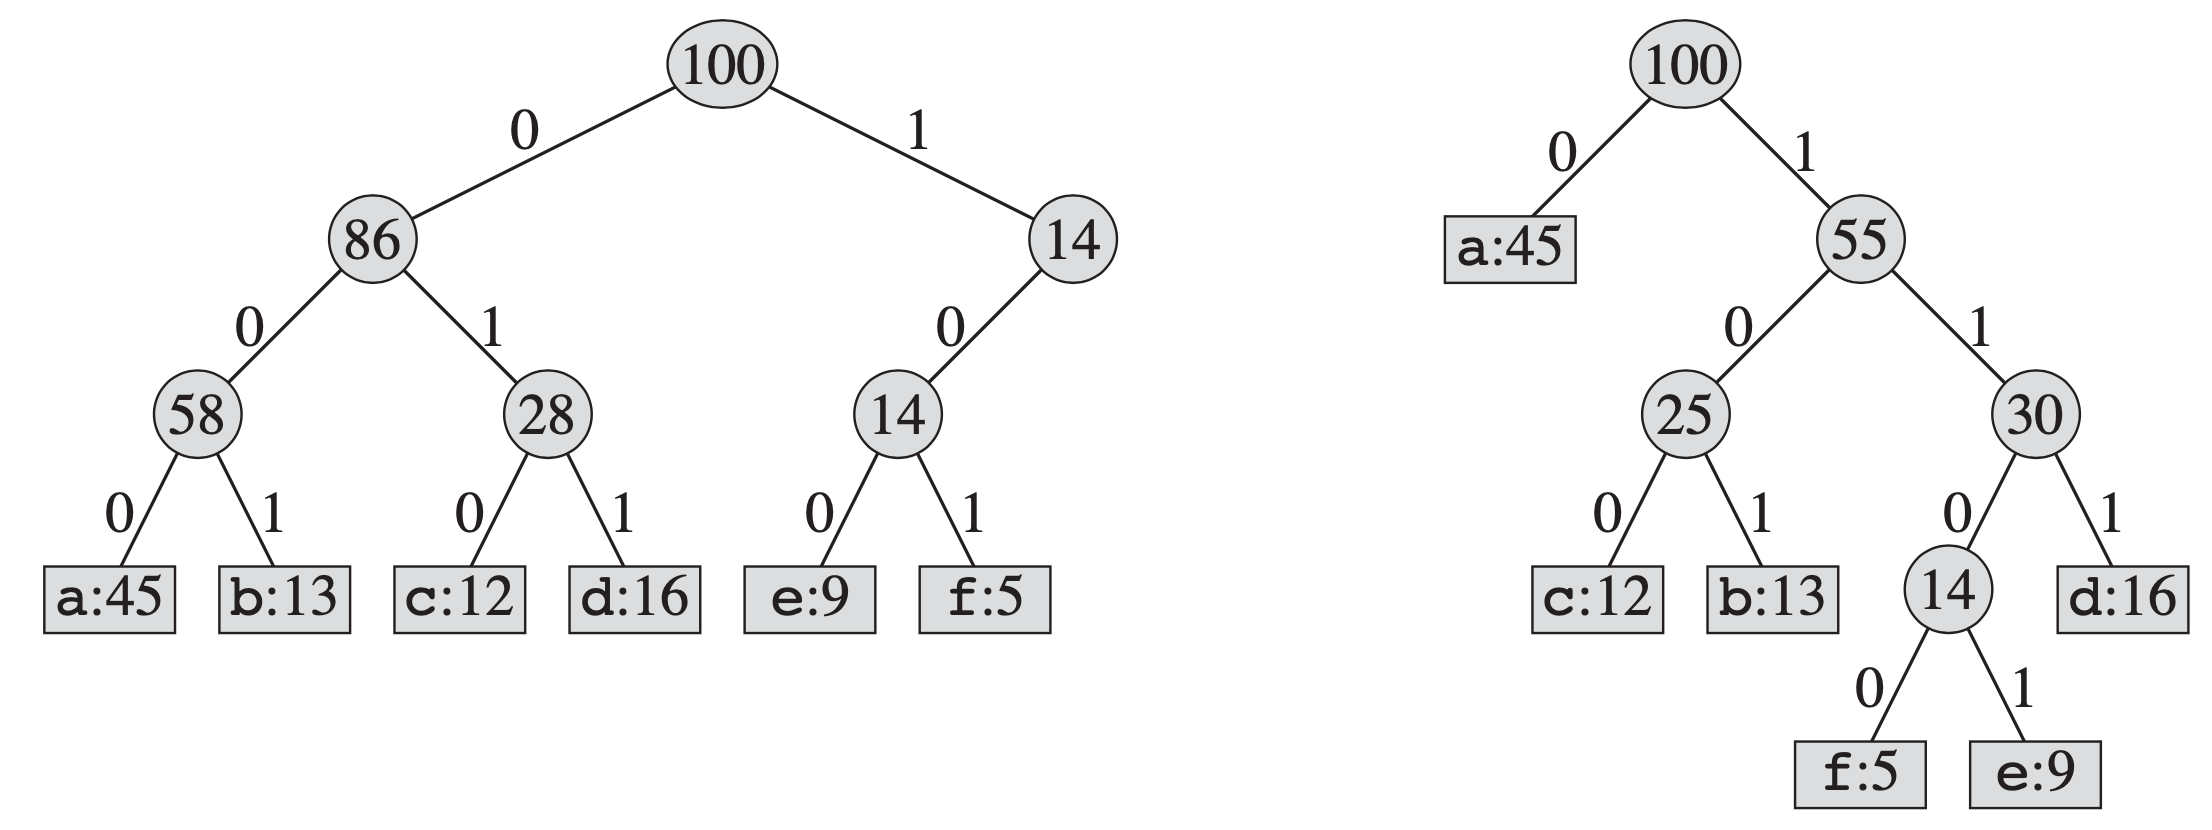 100
0 1
86 14
0 1 0
58 28 14
0 1 0 1 0 1
a:45 b:13 c:12 d:16 e:9 f:5
100
0 1
a:45 55
0 1
25 30
0 1 0 1
c:12 b:13 14 d:16
0 1
f:5 e:9